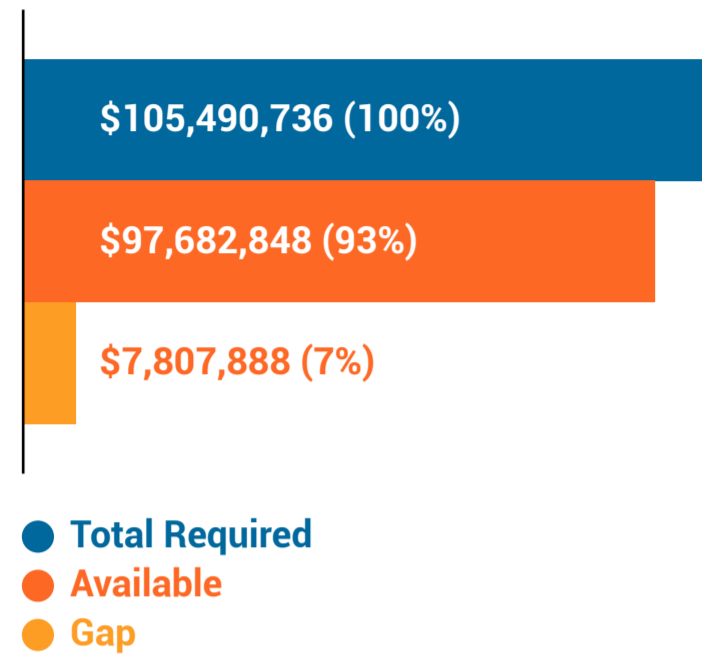 $105,490,736 (100%)
$97,682,848 (93%)
$7,807,888 (7%)
Total Required
Available
Gap